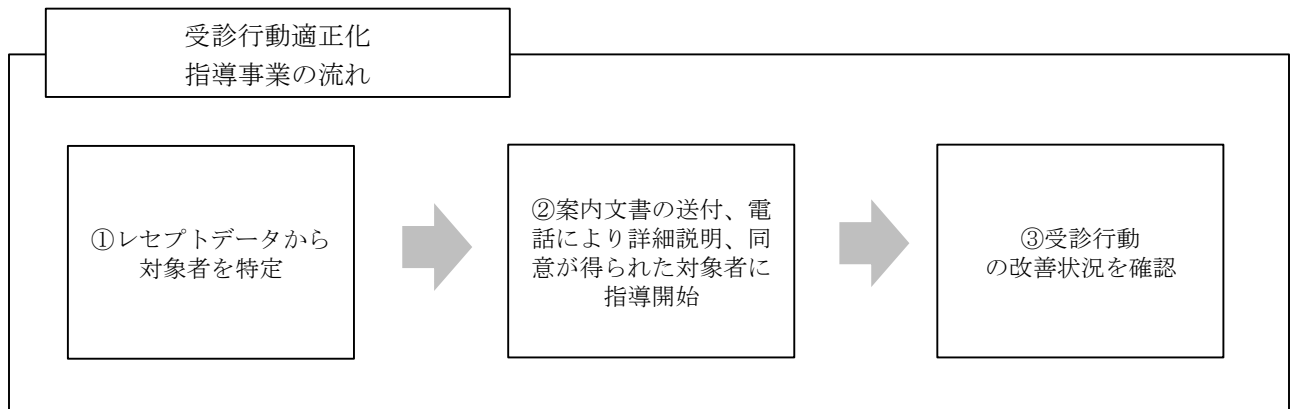 受診行動適正化
指導事業の流れ
①レセプトデータから
対象者を特定
②案内文書の送付、電
話により詳細説明、同
意が得られた対象者に
指導開始
③受診行動
の改善状況を確認